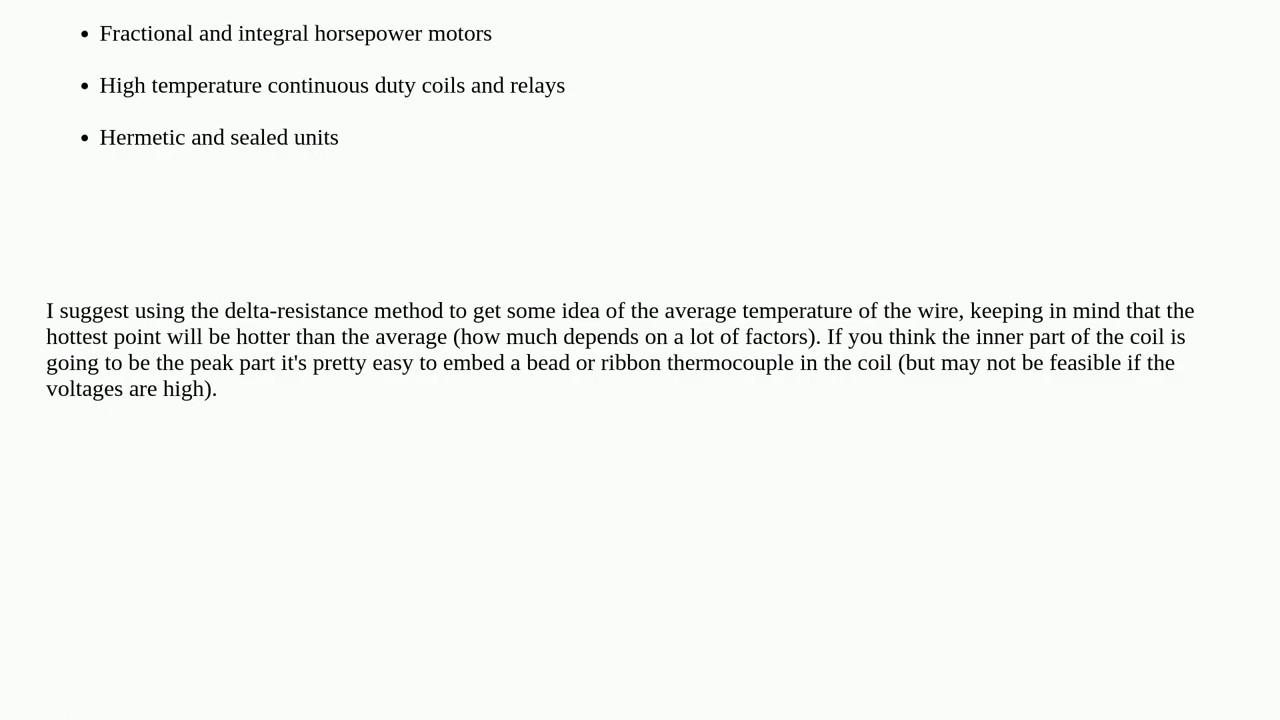 • Fractional and integral horsepower motors
• High temperature continuous duty coils and relays
• Hermetic and sealed units
I suggest using the delta-resistance method to get some idea of the average temperature of the wire, keeping in mind that the
hottest point will be hotter than the average (how much depends on a lot of factors). If you think the inner part of the coil is
going to be the peak part it's pretty easy to embed a bead or ribbon thermocouple in the coil (but may not be feasible if the
voltages are high).